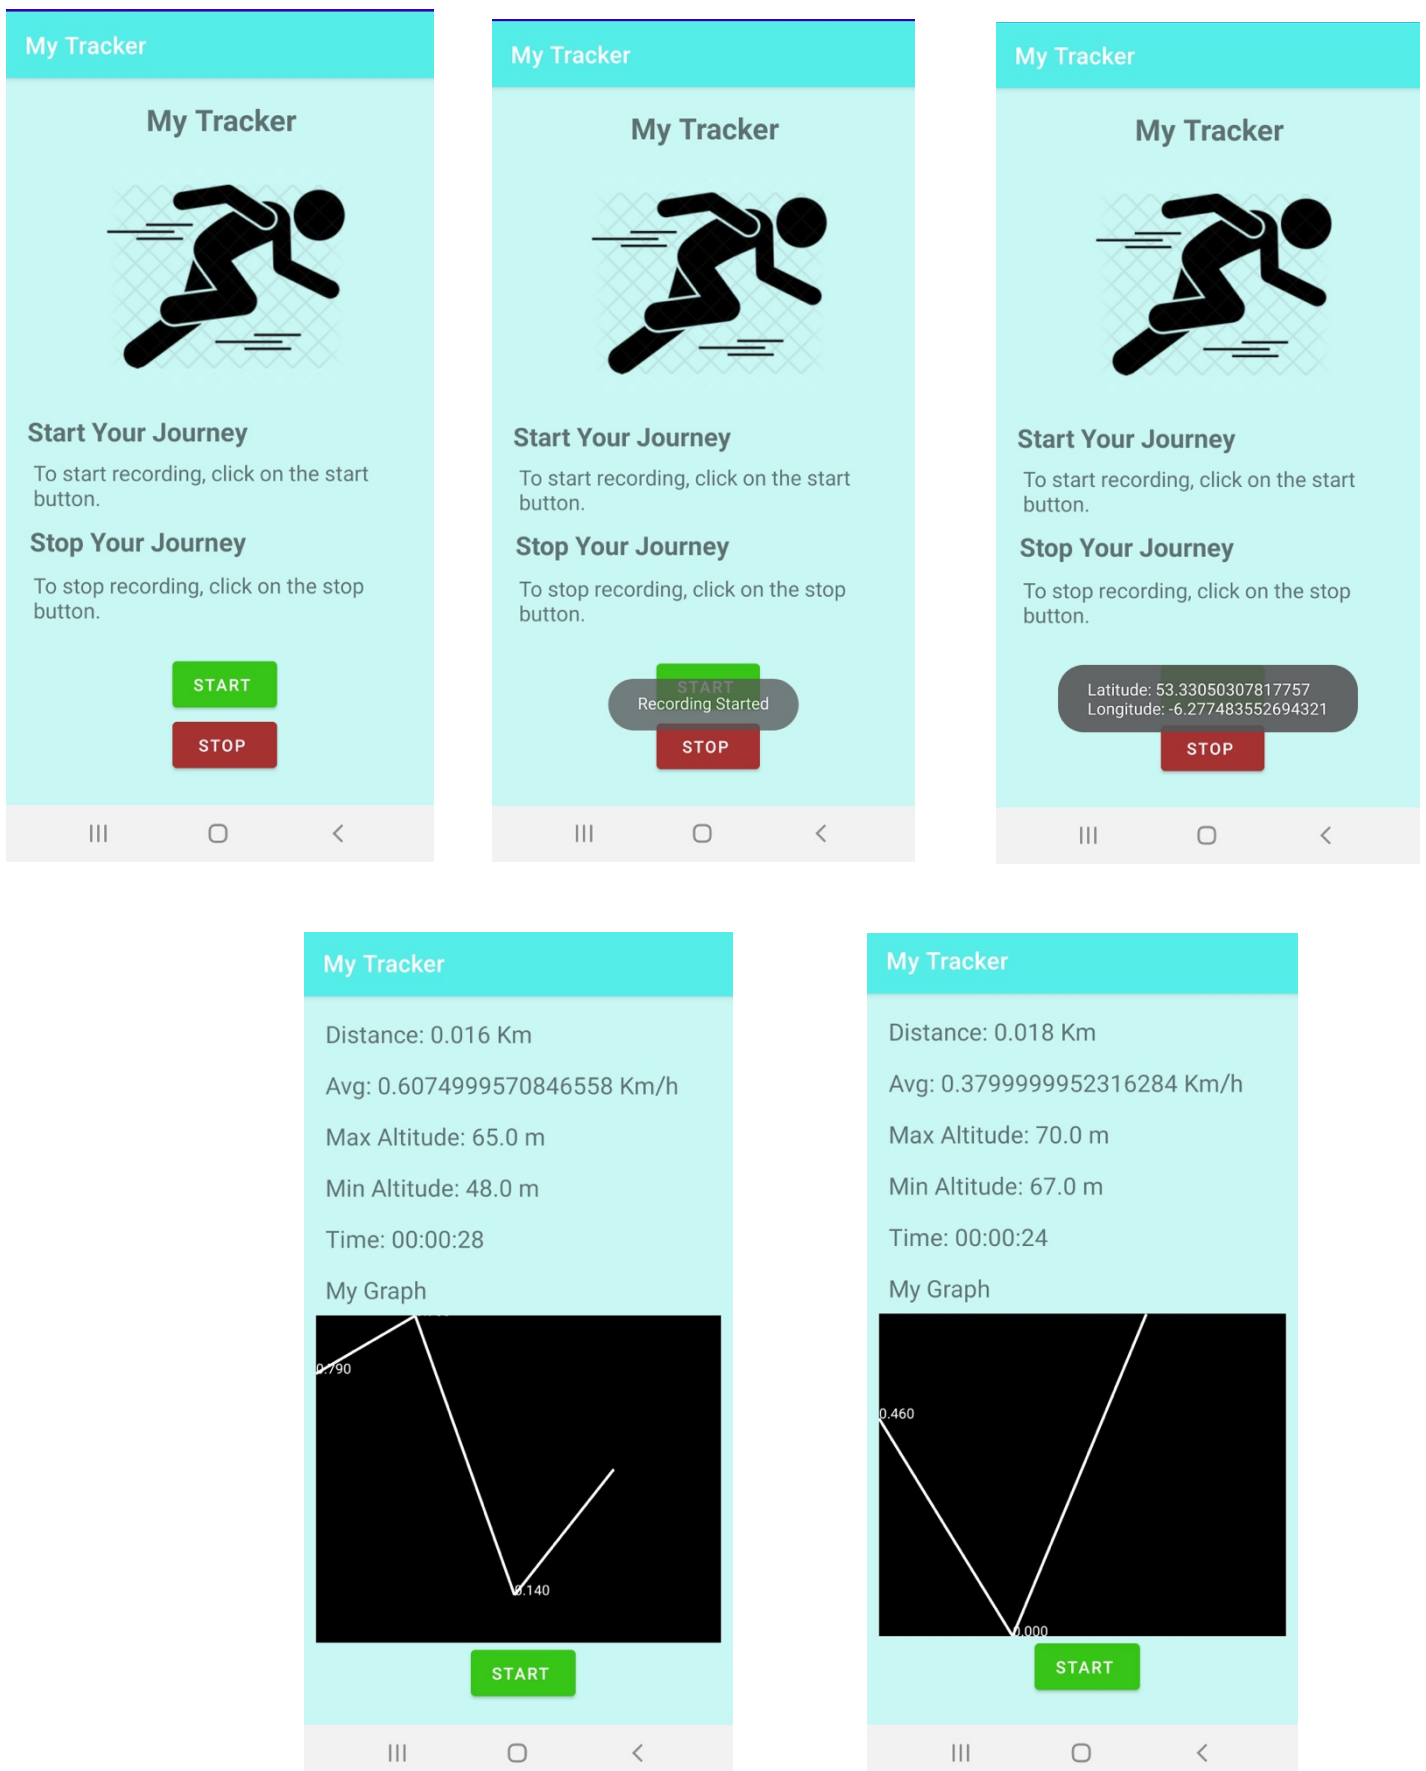 My Tracker
My Tracker
Start Your Journey
To start recording, click on the start
button.
Stop Your Journey
To stop recording, click on the stop
button.
START
STOP
My Tracker
My Tracker
Start Your Journey
To start recording, click on the start
button.
Stop Your Journey
To stop recording, click on the stop
button.
START
Recording Started
STOP
My Tracker
My Tracker
Start Your Journey
To start recording, click on the start
button.
Stop Your Journey
To stop recording, click on the stop
button.
Latitude: 53.33050307817757
Longitude: -6.277483552694321
STOP
My Tracker
Distance: 0.016 Km
Avg: 0.6074999570846558 Km/h
Max Altitude: 65.0 m
Min Altitude: 48.0 m
Time: 00:00:28
My Graph
0.790
0.140
START
My Tracker
Distance: 0.018 Km
Avg: 0.3799999952316284 Km/h
Max Altitude: 70.0 m
Min Altitude: 67.0 m
Time: 00:00:24
My Graph
0.460
0.000
START